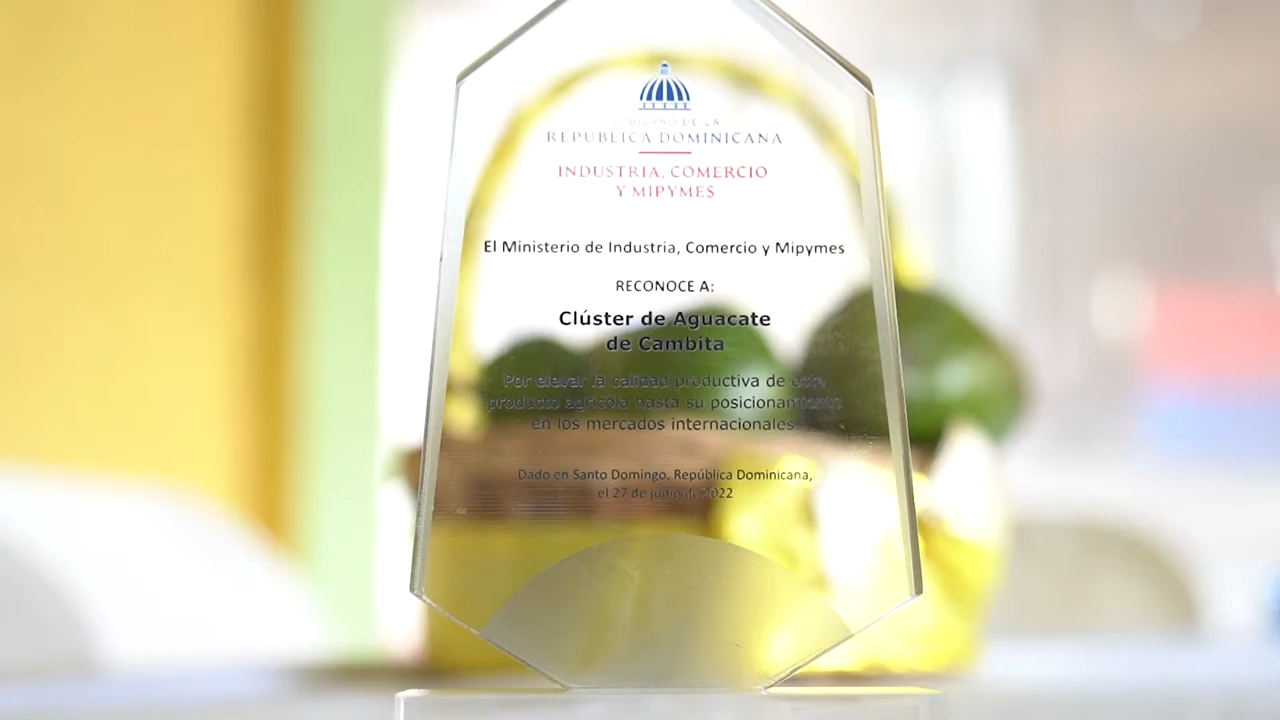 GOBIERNO DE LA
REPÚBLICA DOMINICANA
INDUSTRIA, COMERCIO
Y MIPYMES
El Ministerio de Industria, Comercio y Mipymes
RECONOCE A:
Clúster de Aguacate
de Cambita
Por elevar la calidad productiva de este
producto agrícola hasta su posicionamiento
en los mercados internacionales.
Dado en Santo Domingo, República Dominicana,
el 27 de de 2022